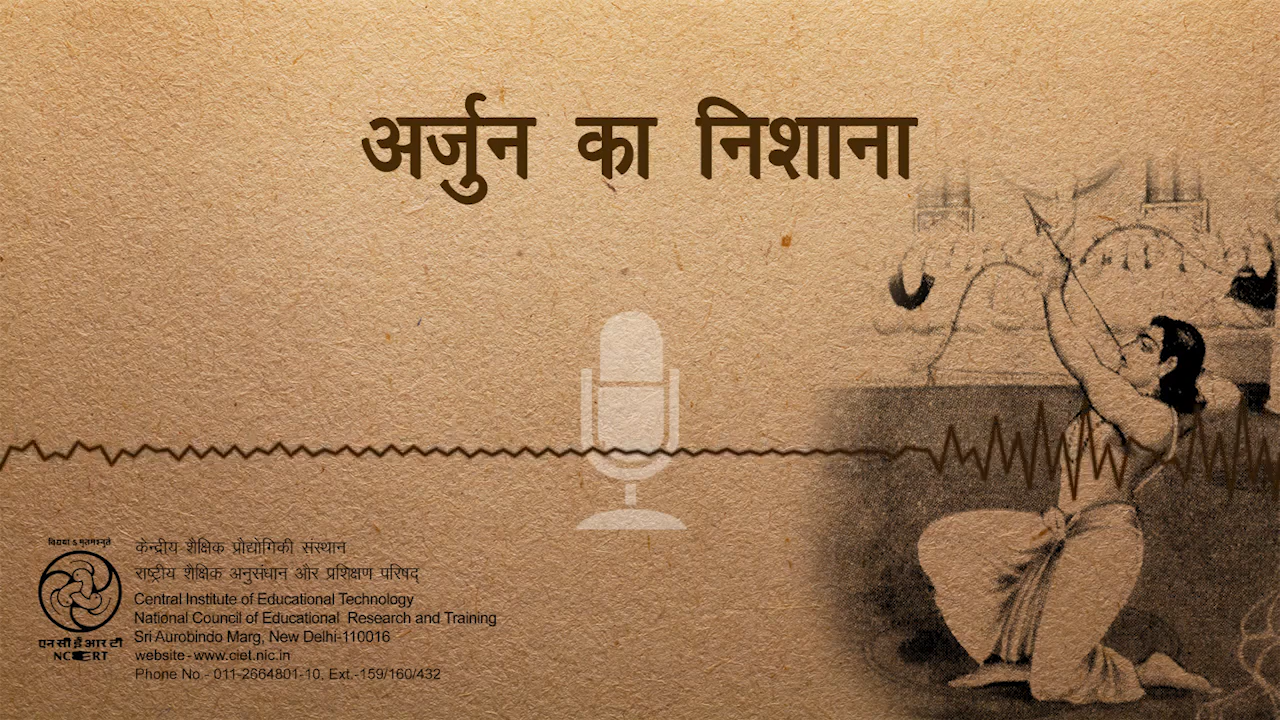 अर्जुन का निशाना
विद्यया ऽ मृतमश्नुते
एन सी ई आर टी
NCERT
केन्द्रीय शैक्षिक प्रौद्योगिकी संस्थान
राष्ट्रीय शैक्षिक अनुसंधान और प्रशिक्षण परिषद्
Central Institute of Educational Technology
National Council of Educational Research and Training
Sri Aurobindo Marg, New Delhi-110016
website - www.ciet.nic.in
Phone No.- 011-2664801-10. Ext.-159/160/432